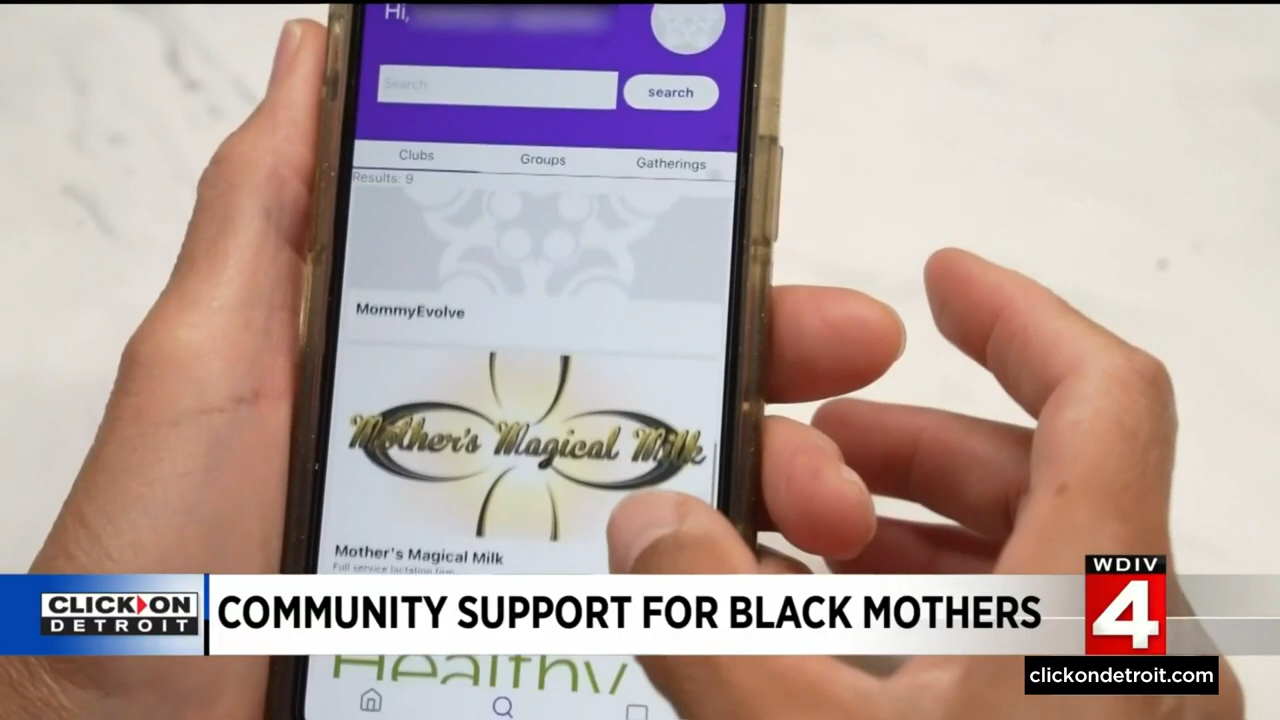 Hi,
Search
search
Clubs
Groups
Gatherings
Results: 9
MommyEvolve
Mother's Magical Milk
Mother's Magical Milk
Full service lactation firm
Healthy
CLICK ON
DETROIT
COMMUNITY SUPPORT FOR BLACK MOTHERS
WDIV
4
clickondetroit.com